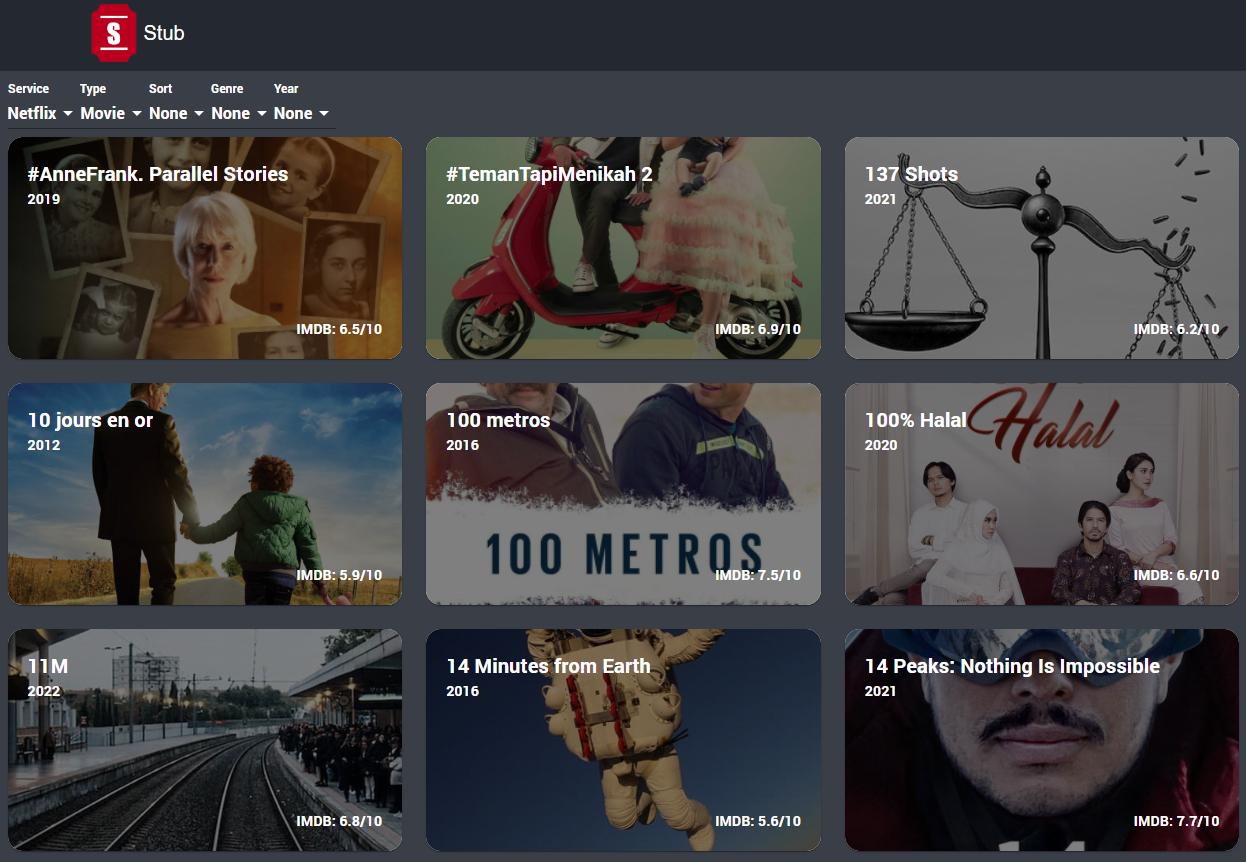 S
Stub
Service Type Sort Genre Year
Netflix Movie None None None
#AnneFrank. Parallel Stories
2019
IMDB: 6.5/10
#TemanTapiMenikah 2
2020
IMDB: 6.9/10
137 Shots
2021
IMDB: 6.2/10
10 jours en or
2012
IMDB: 5.9/10
100 metros
2016
100 METROS
IMDB: 7.5/10
100% Halal
Halal
2020
IMDB: 6.6/10
11M
2022
IMDB: 6.8/10
14 Minutes from Earth
2016
IMDB: 5.6/10
14 Peaks: Nothing Is Impossible
2021
IMDB: 7.7/10